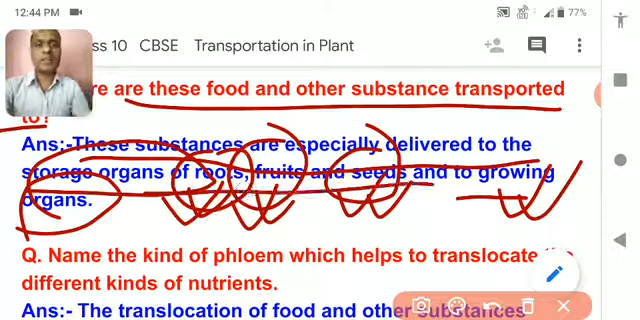 12:44 PM 77%
ss 10 CBSE Transportation in Plant
re are these food and other substance transported
to?
Ans:-These substances are especially delivered to the
storage organs of roots, fruits and seeds and to growing
organs.
Q. Name the kind of phloem which helps to translocate the
different kinds of nutrients.
Ans:- The translocation of food and other substances